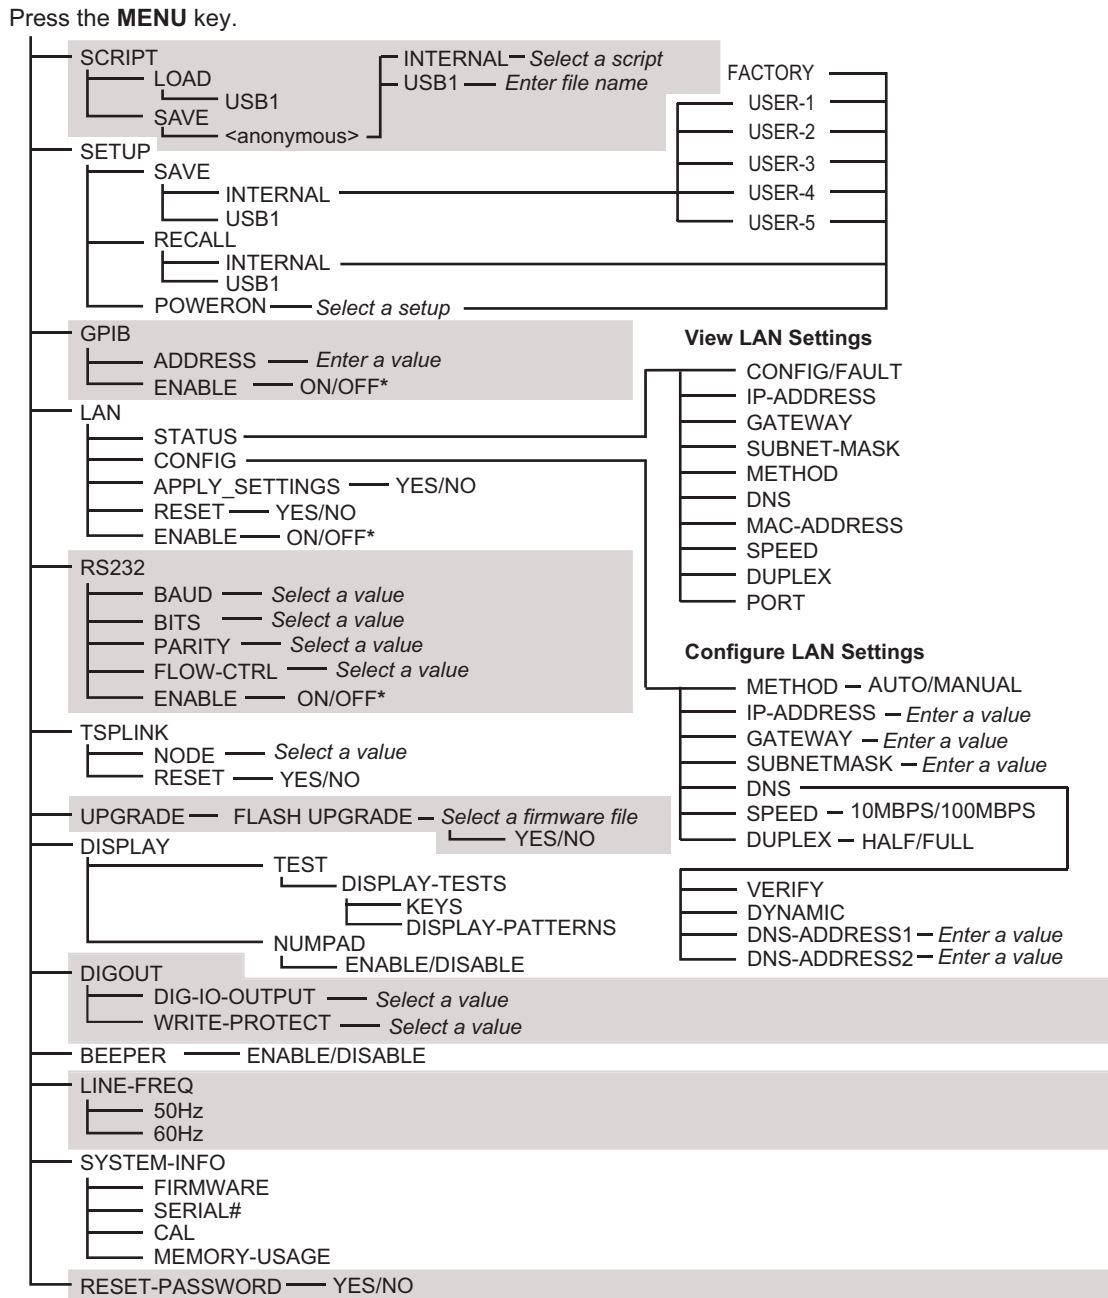 Press the MENU key.
SCRIPT
LOAD
USB1
SAVE
<anonymous>
INTERNAL
Select a script
USB1
Enter file name
SETUP
SAVE
INTERNAL
USB1
RECALL
INTERNAL
USB1
POWERON
Select a setup
FACTORY
USER-1
USER-2
USER-3
USER-4
USER-5
GPIB
ADDRESS
Enter a value
ENABLE
ON/OFF*
LAN
STATUS
CONFIG
APPLY_SETTINGS
YES/NO
RESET
YES/NO
ENABLE
ON/OFF*
View LAN Settings
CONFIG/FAULT
IP-ADDRESS
GATEWAY
SUBNET-MASK
METHOD
DNS
MAC-ADDRESS
SPEED
DUPLEX
PORT
RS232
BAUD
Select a value
BITS
Select a value
PARITY
Select a value
FLOW-CTRL
Select a value
ENABLE
ON/OFF*
Configure LAN Settings
METHOD
AUTO/MANUAL
IP-ADDRESS
Enter a value
GATEWAY
Enter a value
SUBNETMASK
Enter a value
DNS
SPEED
10MBPS/100MBPS
DUPLEX
HALF/FULL
VERIFY
DYNAMIC
DNS-ADDRESS1
Enter a value
DNS-ADDRESS2
Enter a value
TSPLINK
NODE
Select a value
RESET
YES/NO
UPGRADE
FLASH UPGRADE
Select a firmware file
YES/NO
DISPLAY
TEST
DISPLAY-TESTS
KEYS
DISPLAY-PATTERNS
NUMPAD
ENABLE/DISABLE
DIGOUT
DIG-IO-OUTPUT
Select a value
WRITE-PROTECT
Select a value
BEEPER
ENABLE/DISABLE
LINE-FREQ
50Hz
60Hz
SYSTEM-INFO
FIRMWARE
SERIAL#
CAL
MEMORY-USAGE
RESET-PASSWORD
YES/NO